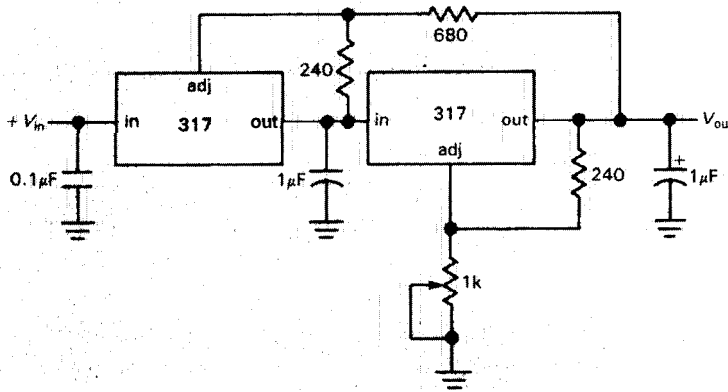 680
240
adj
+ Vin
in
317
out
in
317
out
Vou
adj
0.1μF
1μF
240
+
1μF
1k